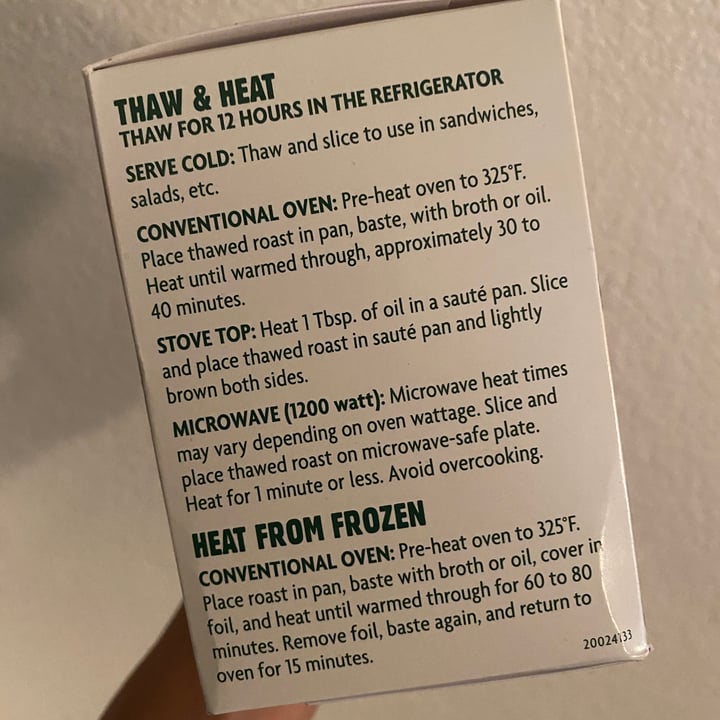 THAW & HEAT
THAW FOR 12 HOURS IN THE REFRIGERATOR
SERVE COLD: Thaw and slice to use in sandwiches,
salads, etc.
CONVENTIONAL OVEN: Pre-heat oven to 325°F.
Place thawed roast in pan, baste, with broth or oil.
Heat until warmed through, approximately 30 to
40 minutes.
STOVE TOP: Heat 1 Tbsp. of oil in a sauté pan. Slice
and place thawed roast in sauté pan and lightly
brown both sides.
MICROWAVE (1200 watt): Microwave heat times
may vary depending on oven wattage. Slice and
place thawed roast on microwave-safe plate.
Heat for 1 minute or less. Avoid overcooking.
HEAT FROM FROZEN
CONVENTIONAL OVEN: Pre-heat oven to 325°F.
Place roast in pan, baste with broth or oil, cover in
foil, and heat until warmed through for 60 to 80
minutes. Remove foil, baste again, and return to
oven for 15 minutes.
20024133